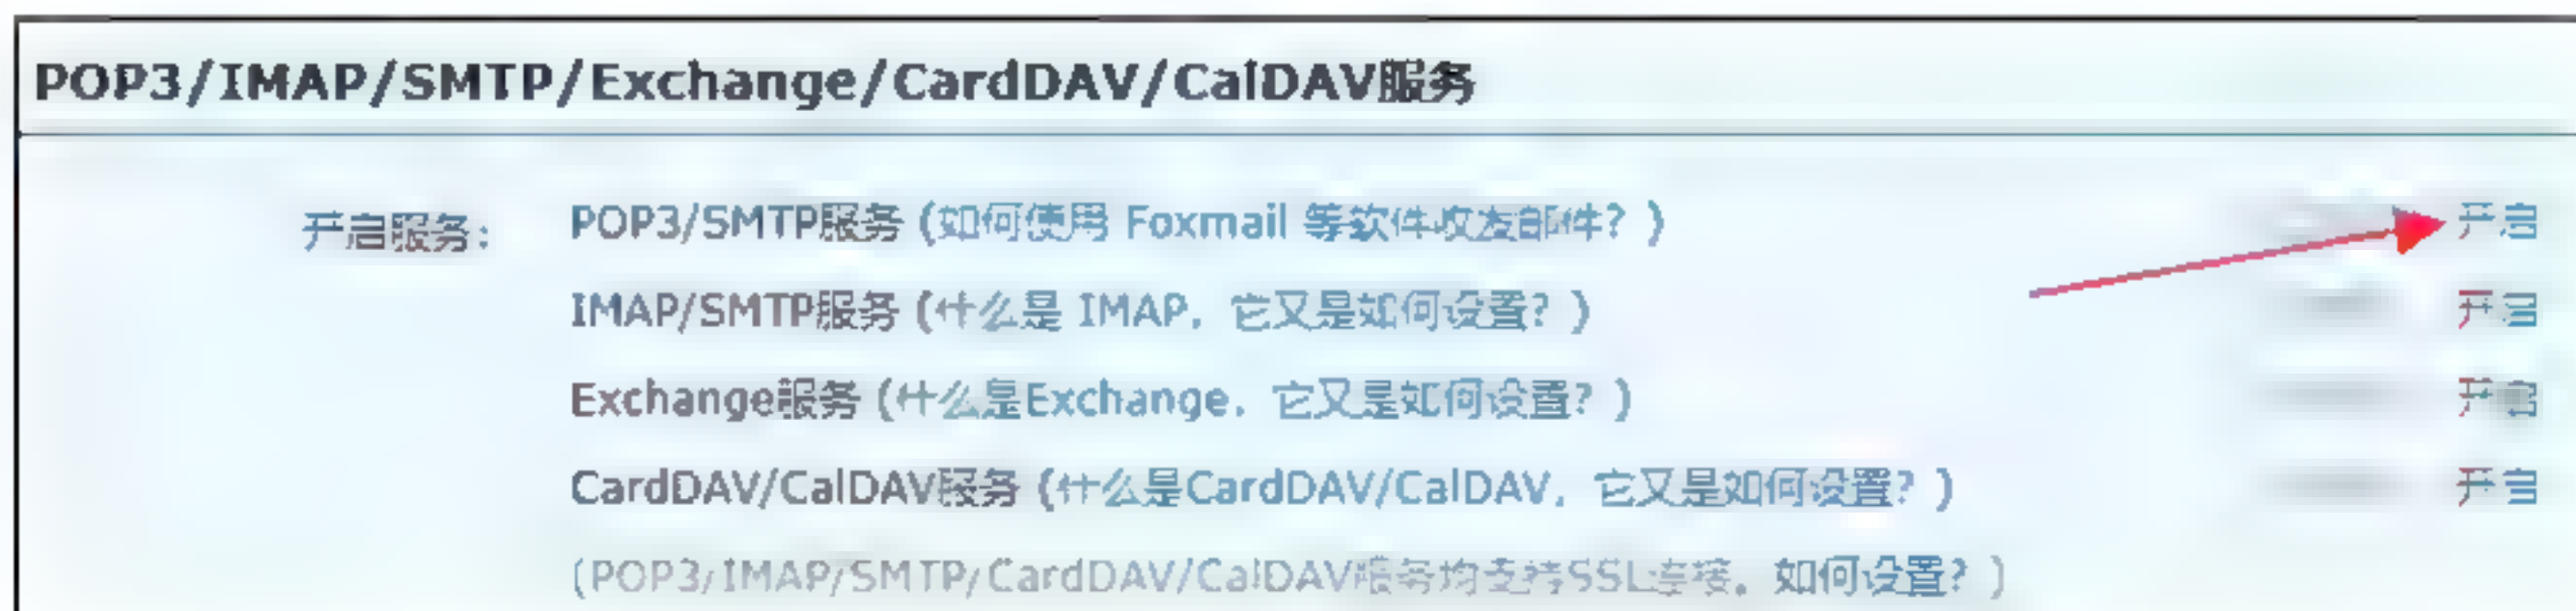 POP3/IMAP/SMTP/Exchange/CardDAV/CalDAV服务
开启服务: POP3/SMTP服务 (如何使用 Foxmail 等软件收发邮件? ) 开启
IMAP/SMTP服务 (什么是 IMAP，它又是如何设置? ) 开启
Exchange服务 (什么是Exchange，它又是如何设置? ) 开启
CardDAV/CalDAV服务 (什么是CardDAV/CalDAV，它又是如何设置? ) 开启
(POP3/IMAP/SMTP/CardDAV/CalDAV服务均支持SSL连接。如何设置? )